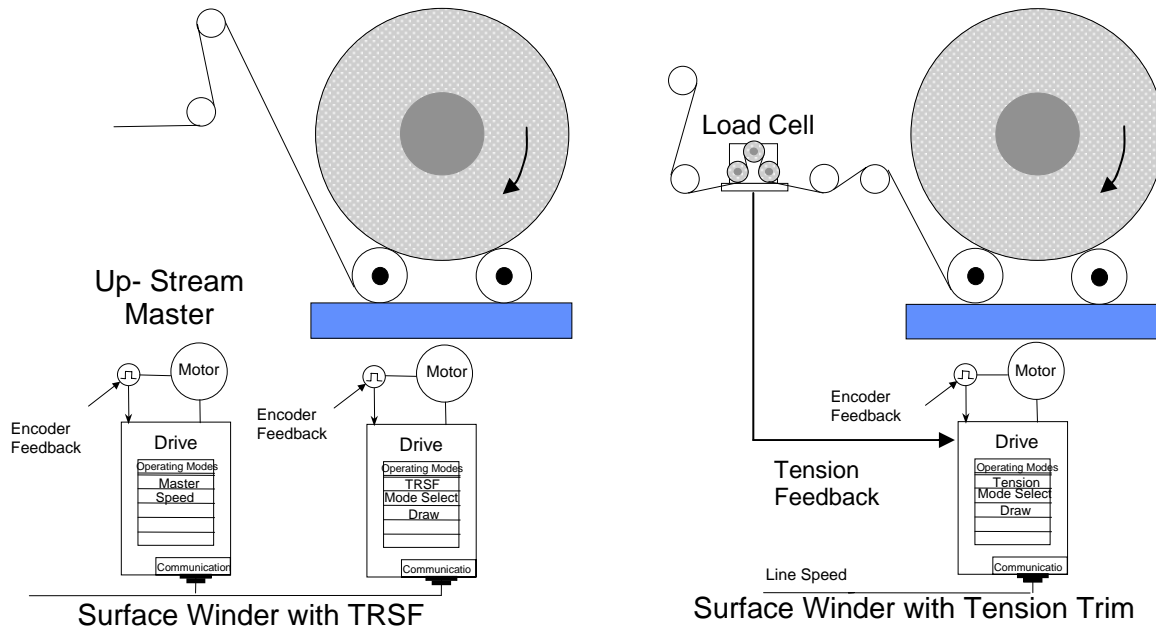 Load Cell
Up- Stream
Master
Motor
Encoder
Feedback
Drive
Operating Modes
Master
Speed
Communication
Motor
Encoder
Feedback
Drive
Operating Modes
TRSF
Mode Select
Draw
Communicatio
Surface Winder with TRSF
Motor
Encoder
Feedback
Tension
Feedback
Drive
Operating Modes
Tension
Mode Select
Draw
Communicatio
Line Speed
Surface Winder with Tension Trim